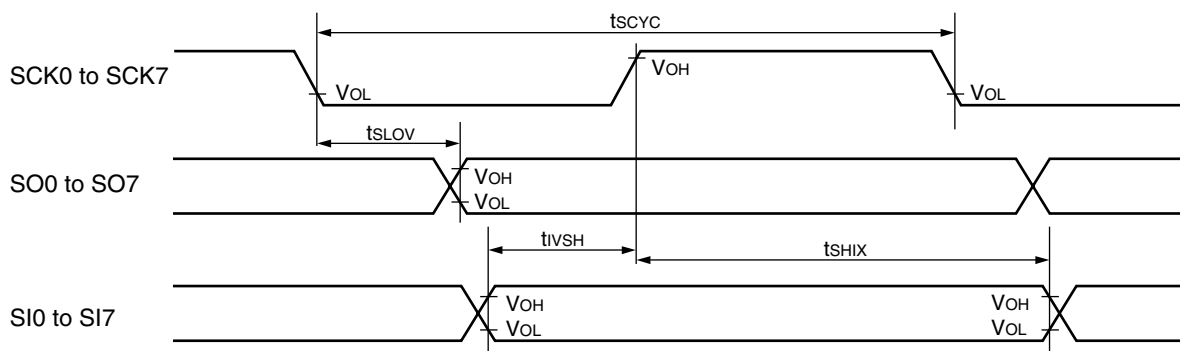 tSCYC
SCK0 to SCK7
VOH
VOL
VOL
tSLOV
SO0 to SO7
VOH
VOL
tIVSH
tSHIX
SI0 to SI7
VOH
VOH
VOL
VOL